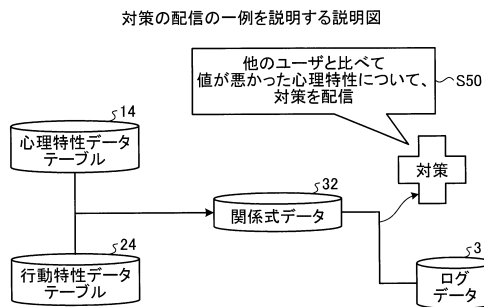 対策の配信の一例を説明する説明図
他のユーザと比べて
値が悪かった心理特性について、
対策を配信
S50
14
心理特性データ
テーブル
対策
32
関係式データ
24
行動特性データ
テーブル
3
ログ
データ